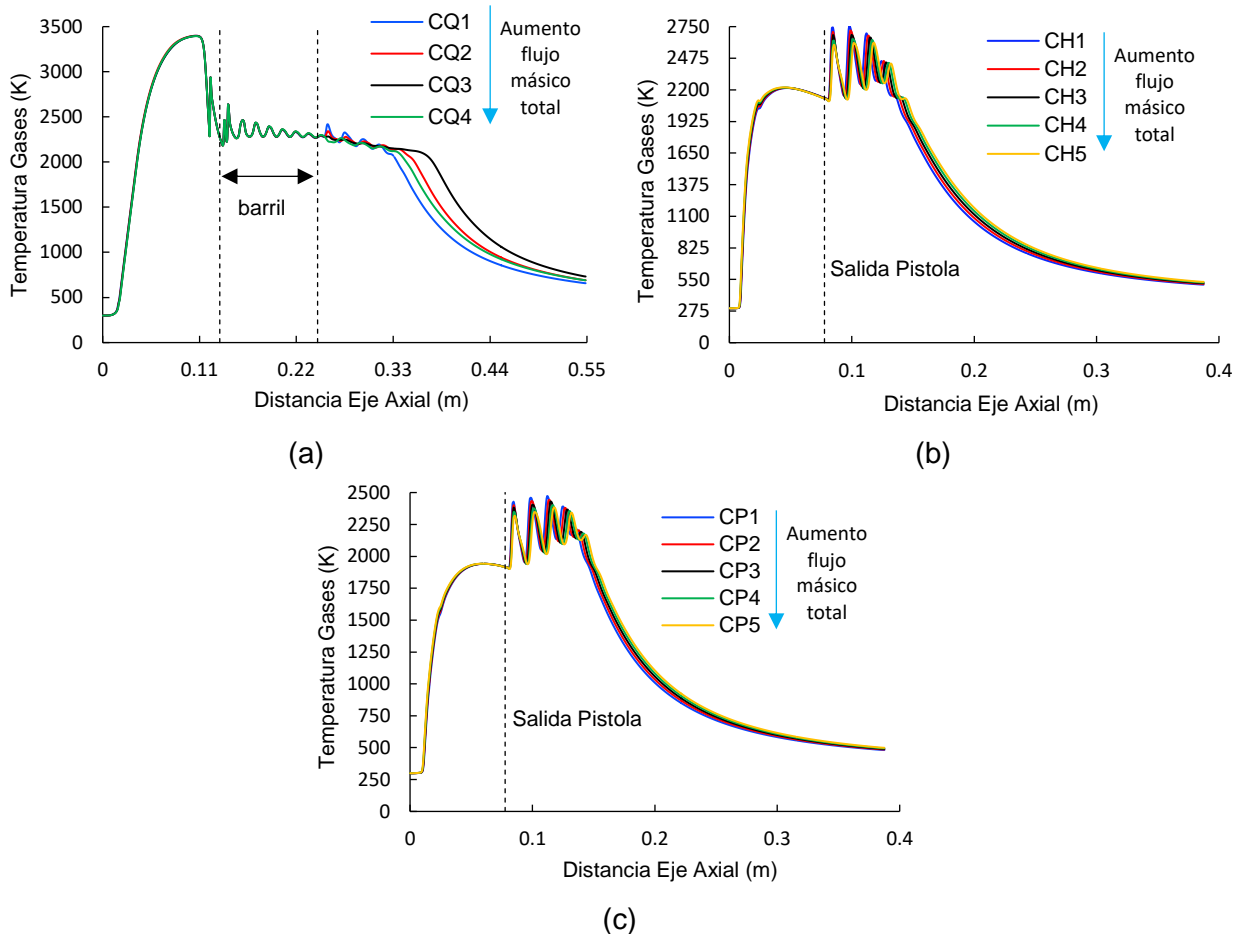 3500
3000
2500
2000
1500
1000
500
0
Temperatura Gases (K)
CQ1
CQ2
CQ3
CQ4
Aumento
flujo
másico
total
barril
0 0.11 0.22 0.33 0.44 0.55
Distancia Eje Axial (m)
(a)
2750
2475
2200
1925
1650
1375
1100
825
550
275
0
Temperatura Gases (K)
CH1
CH2
CH3
CH4
CH5
Aumento
flujo
másico
total
Salida Pistola
0 0.1 0.2 0.3 0.4
Distancia Eje Axial (m)
(b)
2500
2250
2000
1750
1500
1250
1000
750
500
250
0
Temperatura Gases (K)
CP1
CP2
CP3
CP4
CP5
Aumento
flujo
másico
total
Salida Pistola
0 0.1 0.2 0.3 0.4
Distancia Eje Axial (m)
(c)